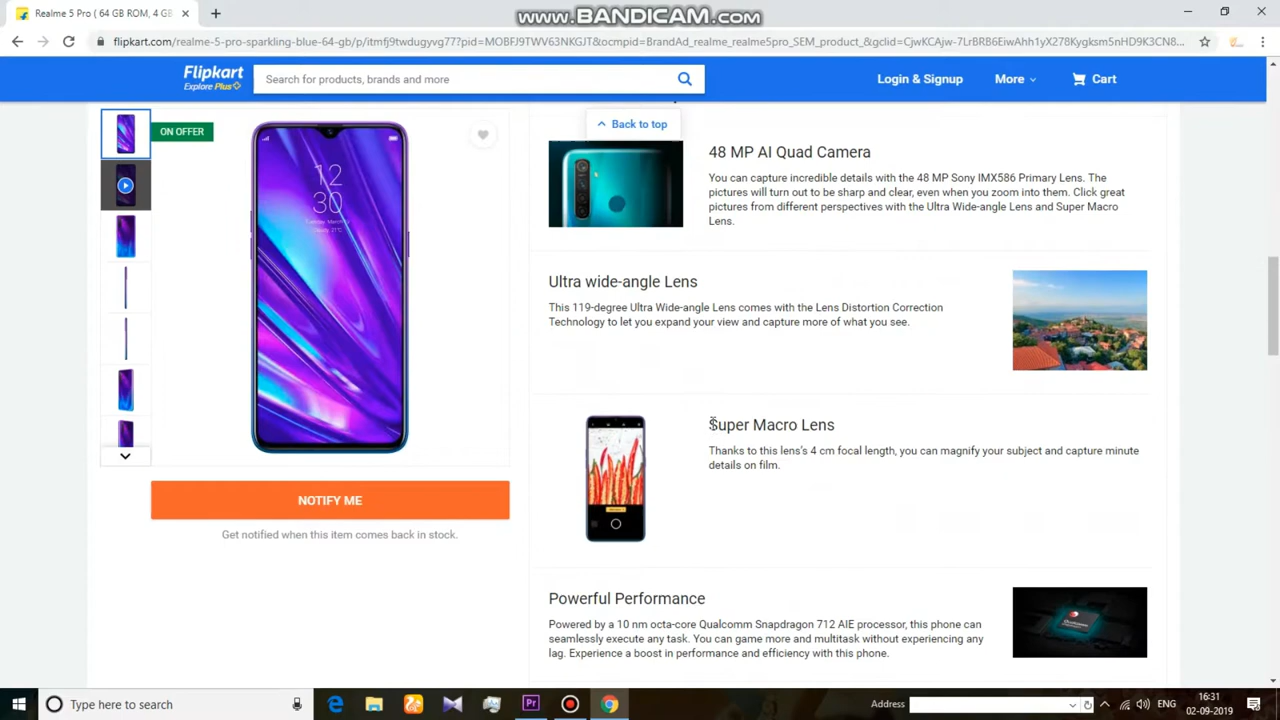 Realme 5 Pro ( 64 GB ROM, 4 GB
www.BANDICAM.com
flipkart.com/realme-5-pro-sparkling-blue-64-gb/p/itmfj9twdugyvg77?pid=MOBFJ9TWV63NKGJT&ocmpid=BrandAd_realme_realme5pro_SEM_product_&gclid=CjwKCAjw-7LrBRB6EiwAhh1yX278Kygksm5nHD9K3CN8...
Flipkart
Explore Plus
Search for products, brands and more
Login & Signup
More
Cart
Back to top
ON OFFER
12
30
48 MP AI Quad Camera
You can capture incredible details with the 48 MP Sony IMX586 Primary Lens. The
pictures will turn out to be sharp and clear, even when you zoom into them. Click great
pictures from different perspectives with the Ultra Wide-angle Lens and Super Macro
Lens.
Ultra wide-angle Lens
This 119-degree Ultra Wide-angle Lens comes with the Lens Distortion Correction
Technology to let you expand your view and capture more of what you see.
Super Macro Lens
Thanks to this lens's 4 cm focal length, you can magnify your subject and capture minute
details on film.
NOTIFY ME
Get notified when this item comes back in stock.
Powerful Performance
Powered by a 10 nm octa-core Qualcomm Snapdragon 712 AIE processor, this phone can
seamlessly execute any task. You can game more and multitask without experiencing any
lag. Experience a boost in performance and efficiency with this phone.
Type here to search
Pr
Address
ENG
16:31
02-09-2019